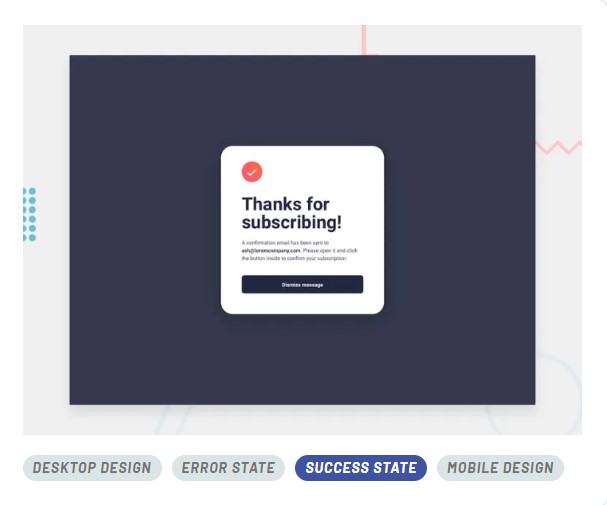 Thanks for
subscribing!
A confirmation email has been sent to
ash@loremcompany.com. Please open it and click
the button inside to confirm your subscription.
Dismiss message
DESKTOP DESIGN
ERROR STATE
SUCCESS STATE
MOBILE DESIGN